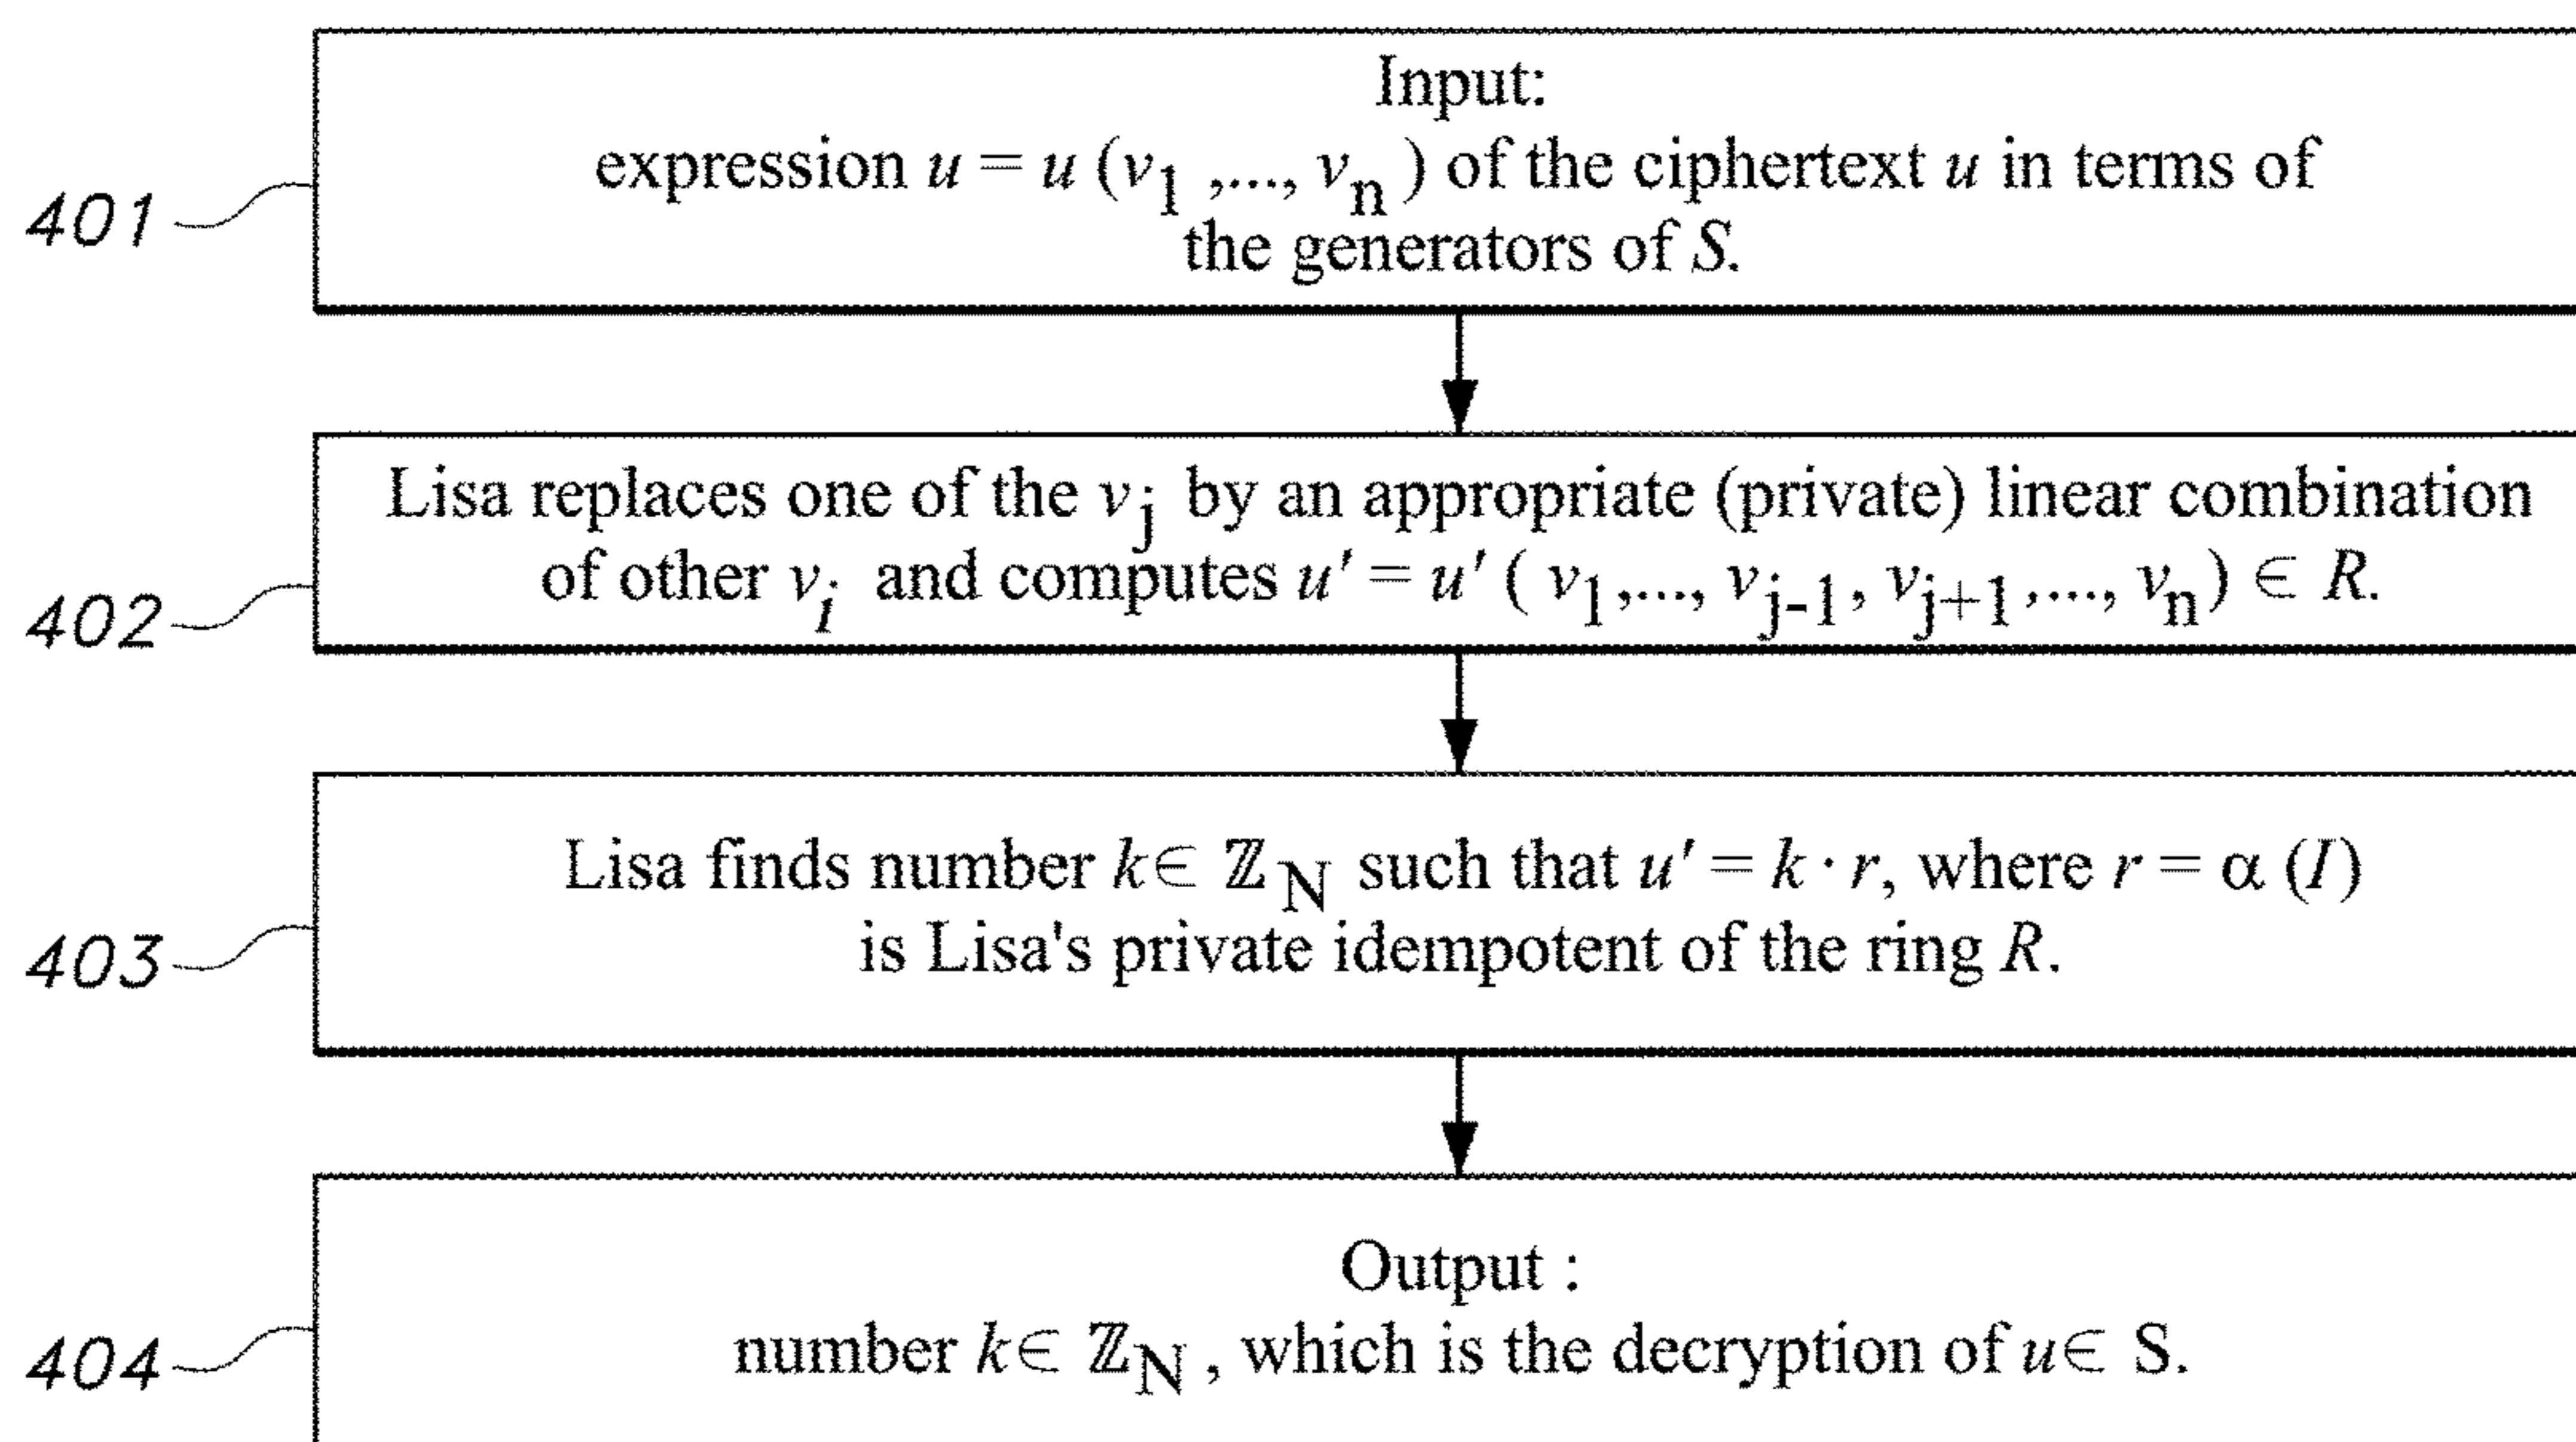 Input:
401 expression u = u (v1 ,..., vn ) of the ciphertext u in terms of
the generators of S.
Lisa replaces one of the vj by an appropriate (private) linear combination
402 of other vi and computes u' = u' ( v1,..., vj-1, vj+1,..., vn) ∈ R.
Lisa finds number k∈ ℤN such that u' = k · r, where r = α (I)
403 is Lisa's private idempotent of the ring R.
Output :
404 number k∈ ℤN , which is the decryption of u∈ S.